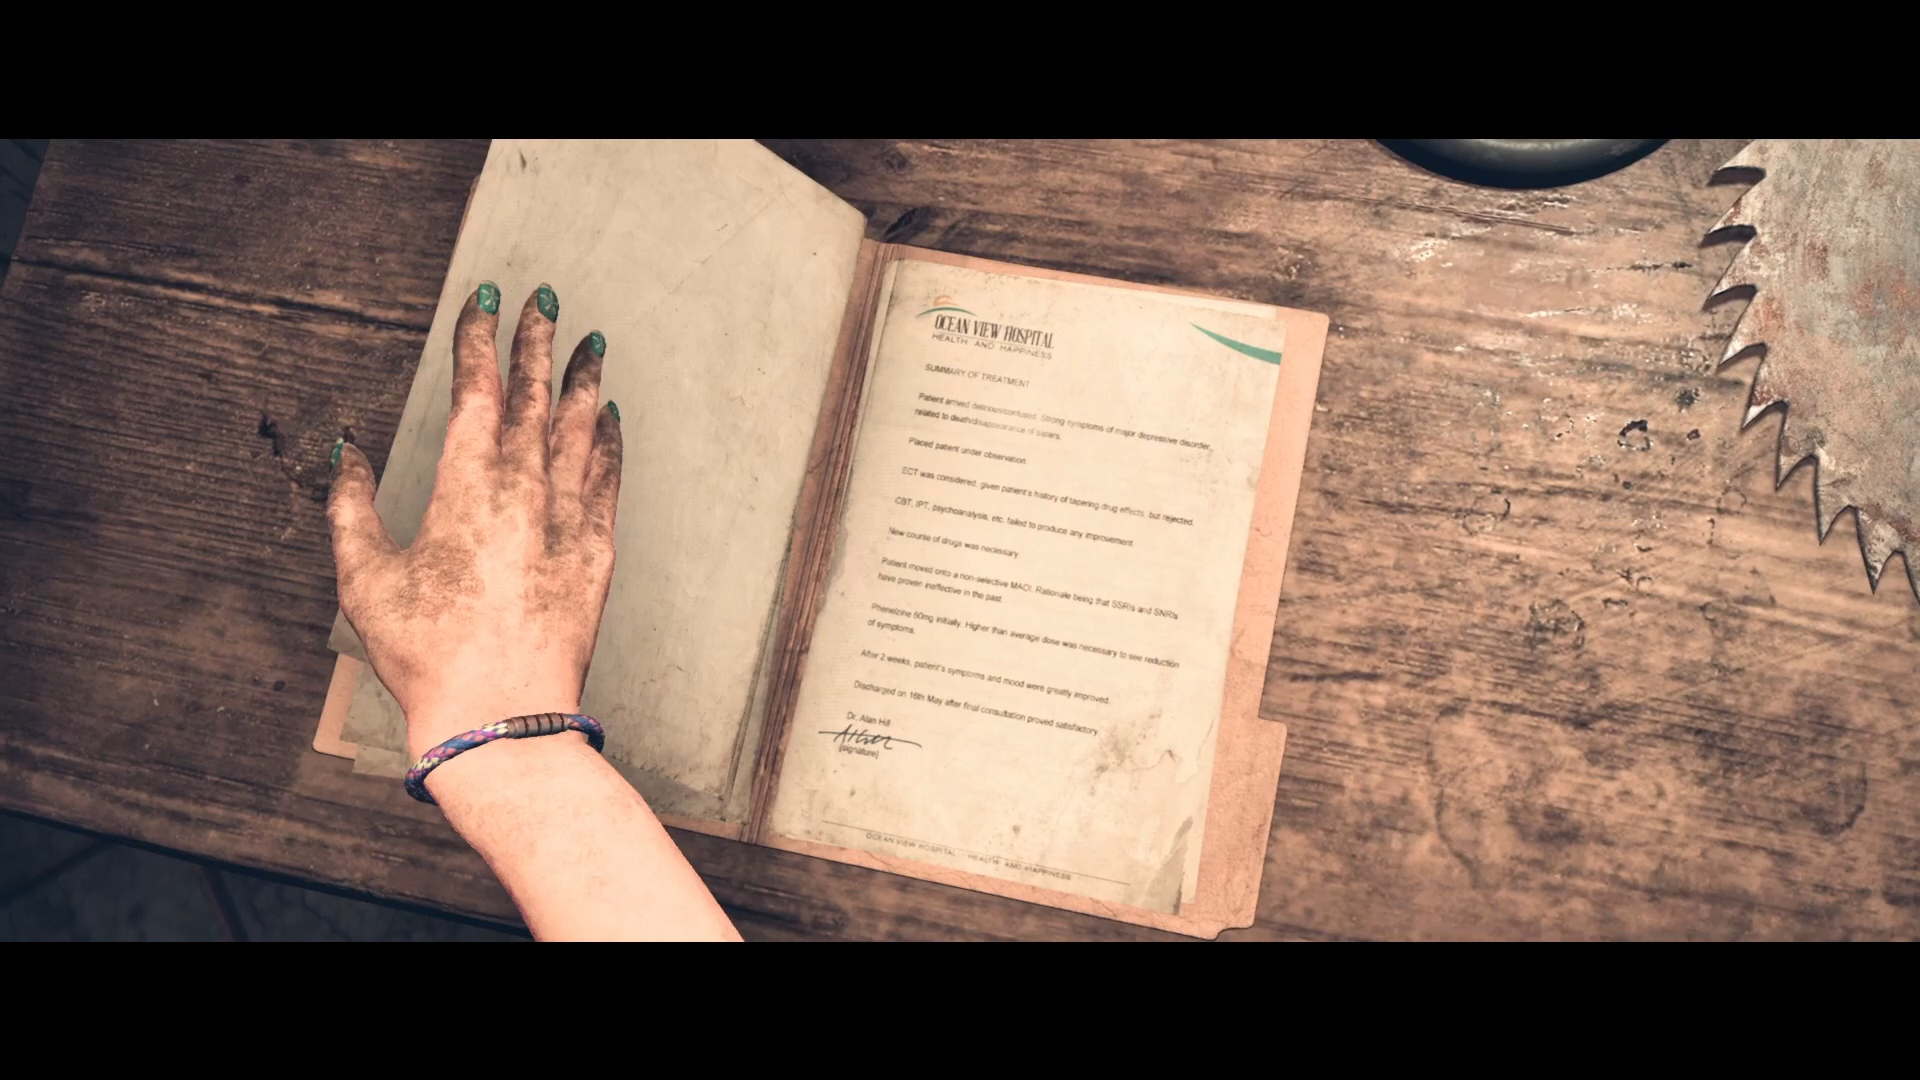 OCEAN VIEW HOSPITAL
HEALTH AND HAPPINESS
SUMMARY OF TREATMENT
Patient arrived delirious/confused. Strong symptoms of major depressive disorder,
related to death/disappearance of sisters.
Placed patient under observation.
ECT was considered, given patient's history of tapering drug effects, but rejected.
CBT, IPT, psychoanalysis, etc. failed to produce any improvement.
New course of drugs was necessary.
Patient moved onto a non-selective MAOI. Rationale being that SSRIs and SNRIs
have proven ineffective in the past.
Phenelzine 60mg initially. Higher than average dose was necessary to see reduction
of symptoms.
After 2 weeks, patient's symptoms and mood were greatly improved.
Discharged on 16th May after final consultation proved satisfactory.
Dr. Alan Hill
A Hill
(signature)
OCEAN VIEW HOSPITAL HEALTH AND HAPPINESS